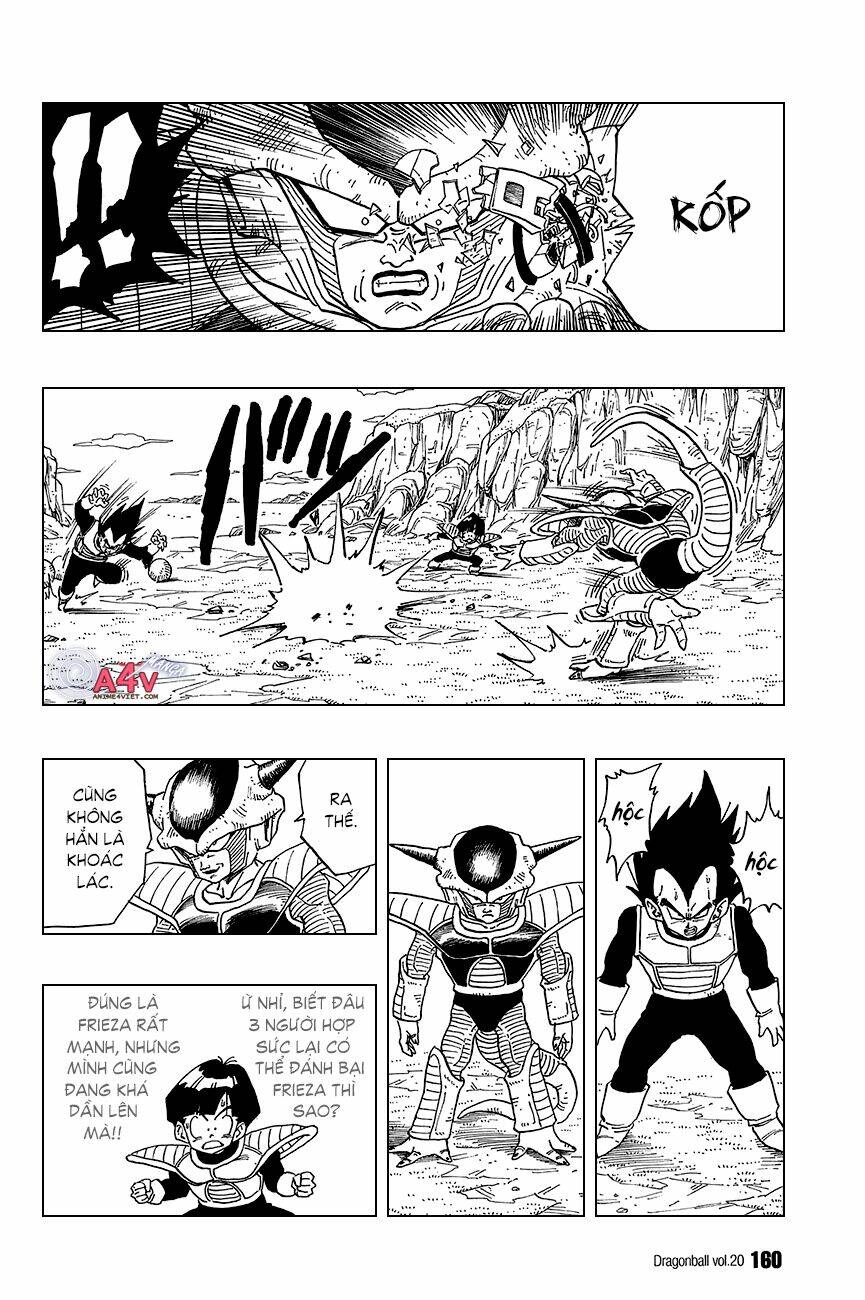 !!
KỐP
A4V
MANGA
ANIME4VIET.COM
hộc
hộc
RA
THẾ.
CŨNG
KHÔNG
HẲN LÀ
KHOÁC
LÁC.
Ừ NHỈ, BIẾT ĐÂU
3 NGƯỜI HỢP
SỨC LẠI CÓ
THỂ ĐÁNH BẠI
FRIEZA THÌ
SAO?
ĐÚNG LÀ
FRIEZA RẤT
MẠNH, NHƯNG
MÌNH CŨNG
ĐANG KHÁ
DẦN LÊN
MÀ!!
Dragonball vol.20 160